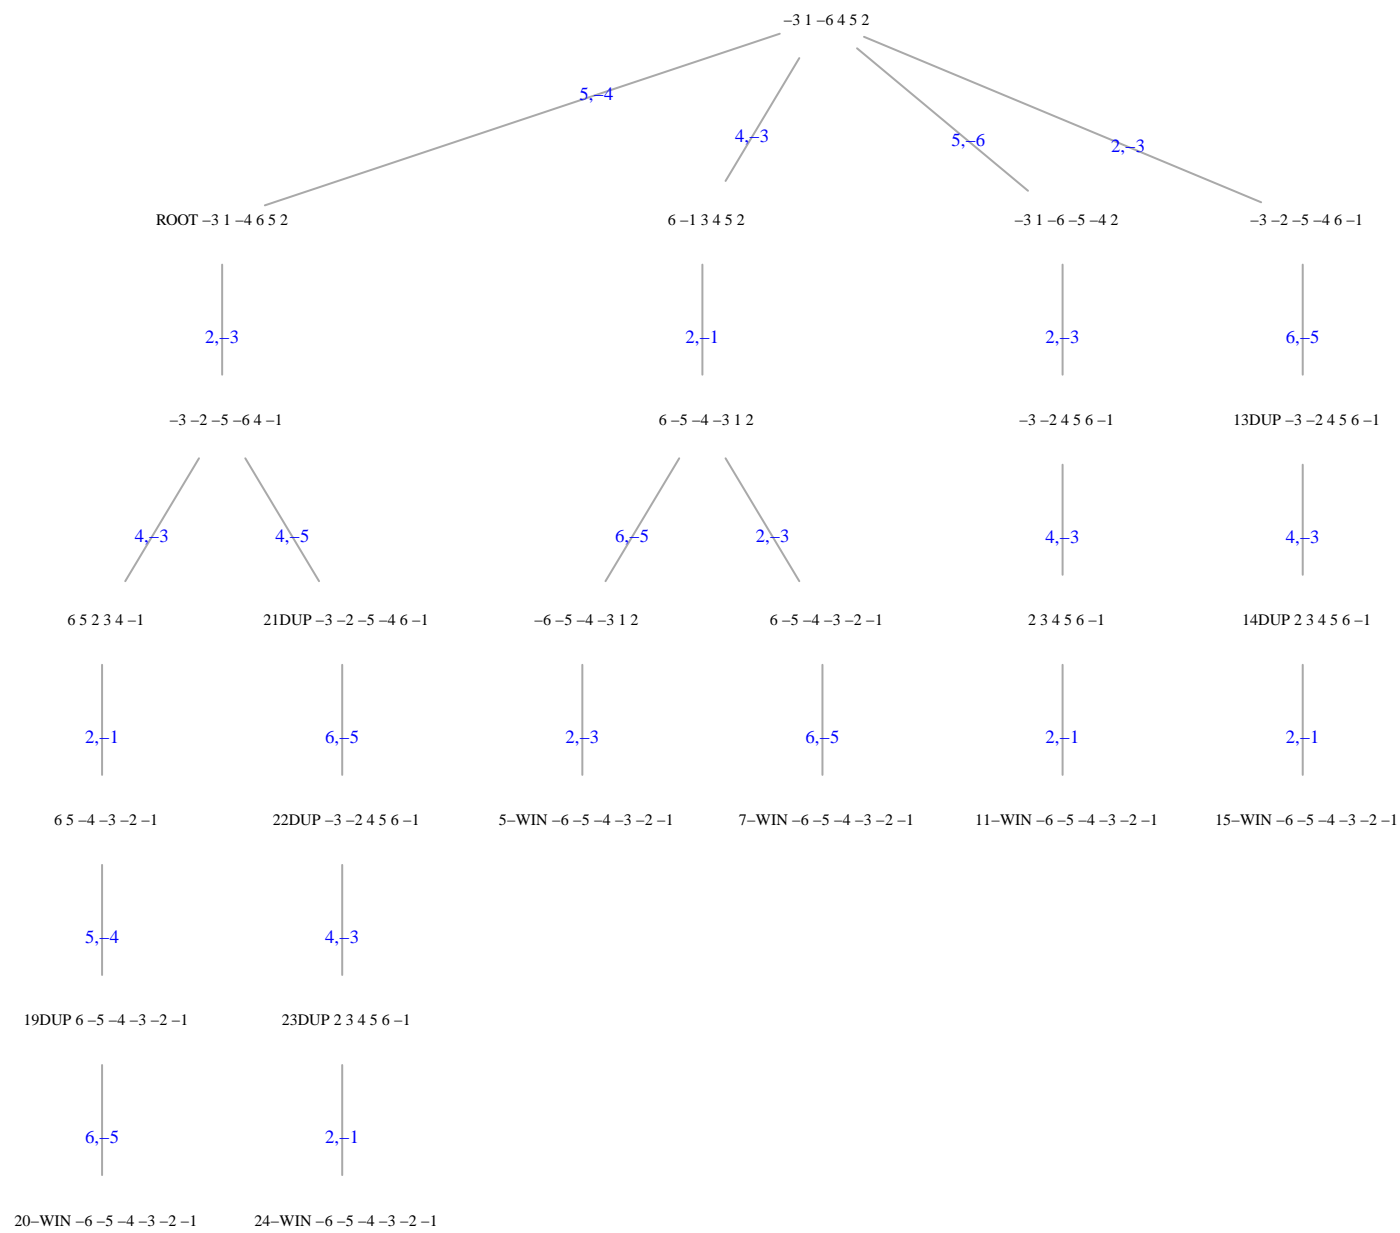 –3 1 –6 4 5 2
5,–4
4,–3
5,–6
2,–3
ROOT –3 1 –4 6 5 2
6 –1 3 4 5 2
–3 1 –6 –5 –4 2
–3 –2 –5 –4 6 –1
2,–3
2,–1
2,–3
6,–5
–3 –2 –5 –6 4 –1
6 –5 –4 –3 1 2
–3 –2 4 5 6 –1
13DUP –3 –2 4 5 6 –1
4,–3
4,–5
6,–5
2,–3
4,–3
4,–3
6 5 2 3 4 –1
21DUP –3 –2 –5 –4 6 –1
–6 –5 –4 –3 1 2
6 –5 –4 –3 –2 –1
2 3 4 5 6 –1
14DUP 2 3 4 5 6 –1
2,–1
6,–5
2,–3
6,–5
2,–1
2,–1
6 5 –4 –3 –2 –1
22DUP –3 –2 4 5 6 –1
5–WIN –6 –5 –4 –3 –2 –1
7–WIN –6 –5 –4 –3 –2 –1
11–WIN –6 –5 –4 –3 –2 –1
15–WIN –6 –5 –4 –3 –2 –1
5,–4
4,–3
19DUP 6 –5 –4 –3 –2 –1
23DUP 2 3 4 5 6 –1
6,–5
2,–1
20–WIN –6 –5 –4 –3 –2 –1
24–WIN –6 –5 –4 –3 –2 –1